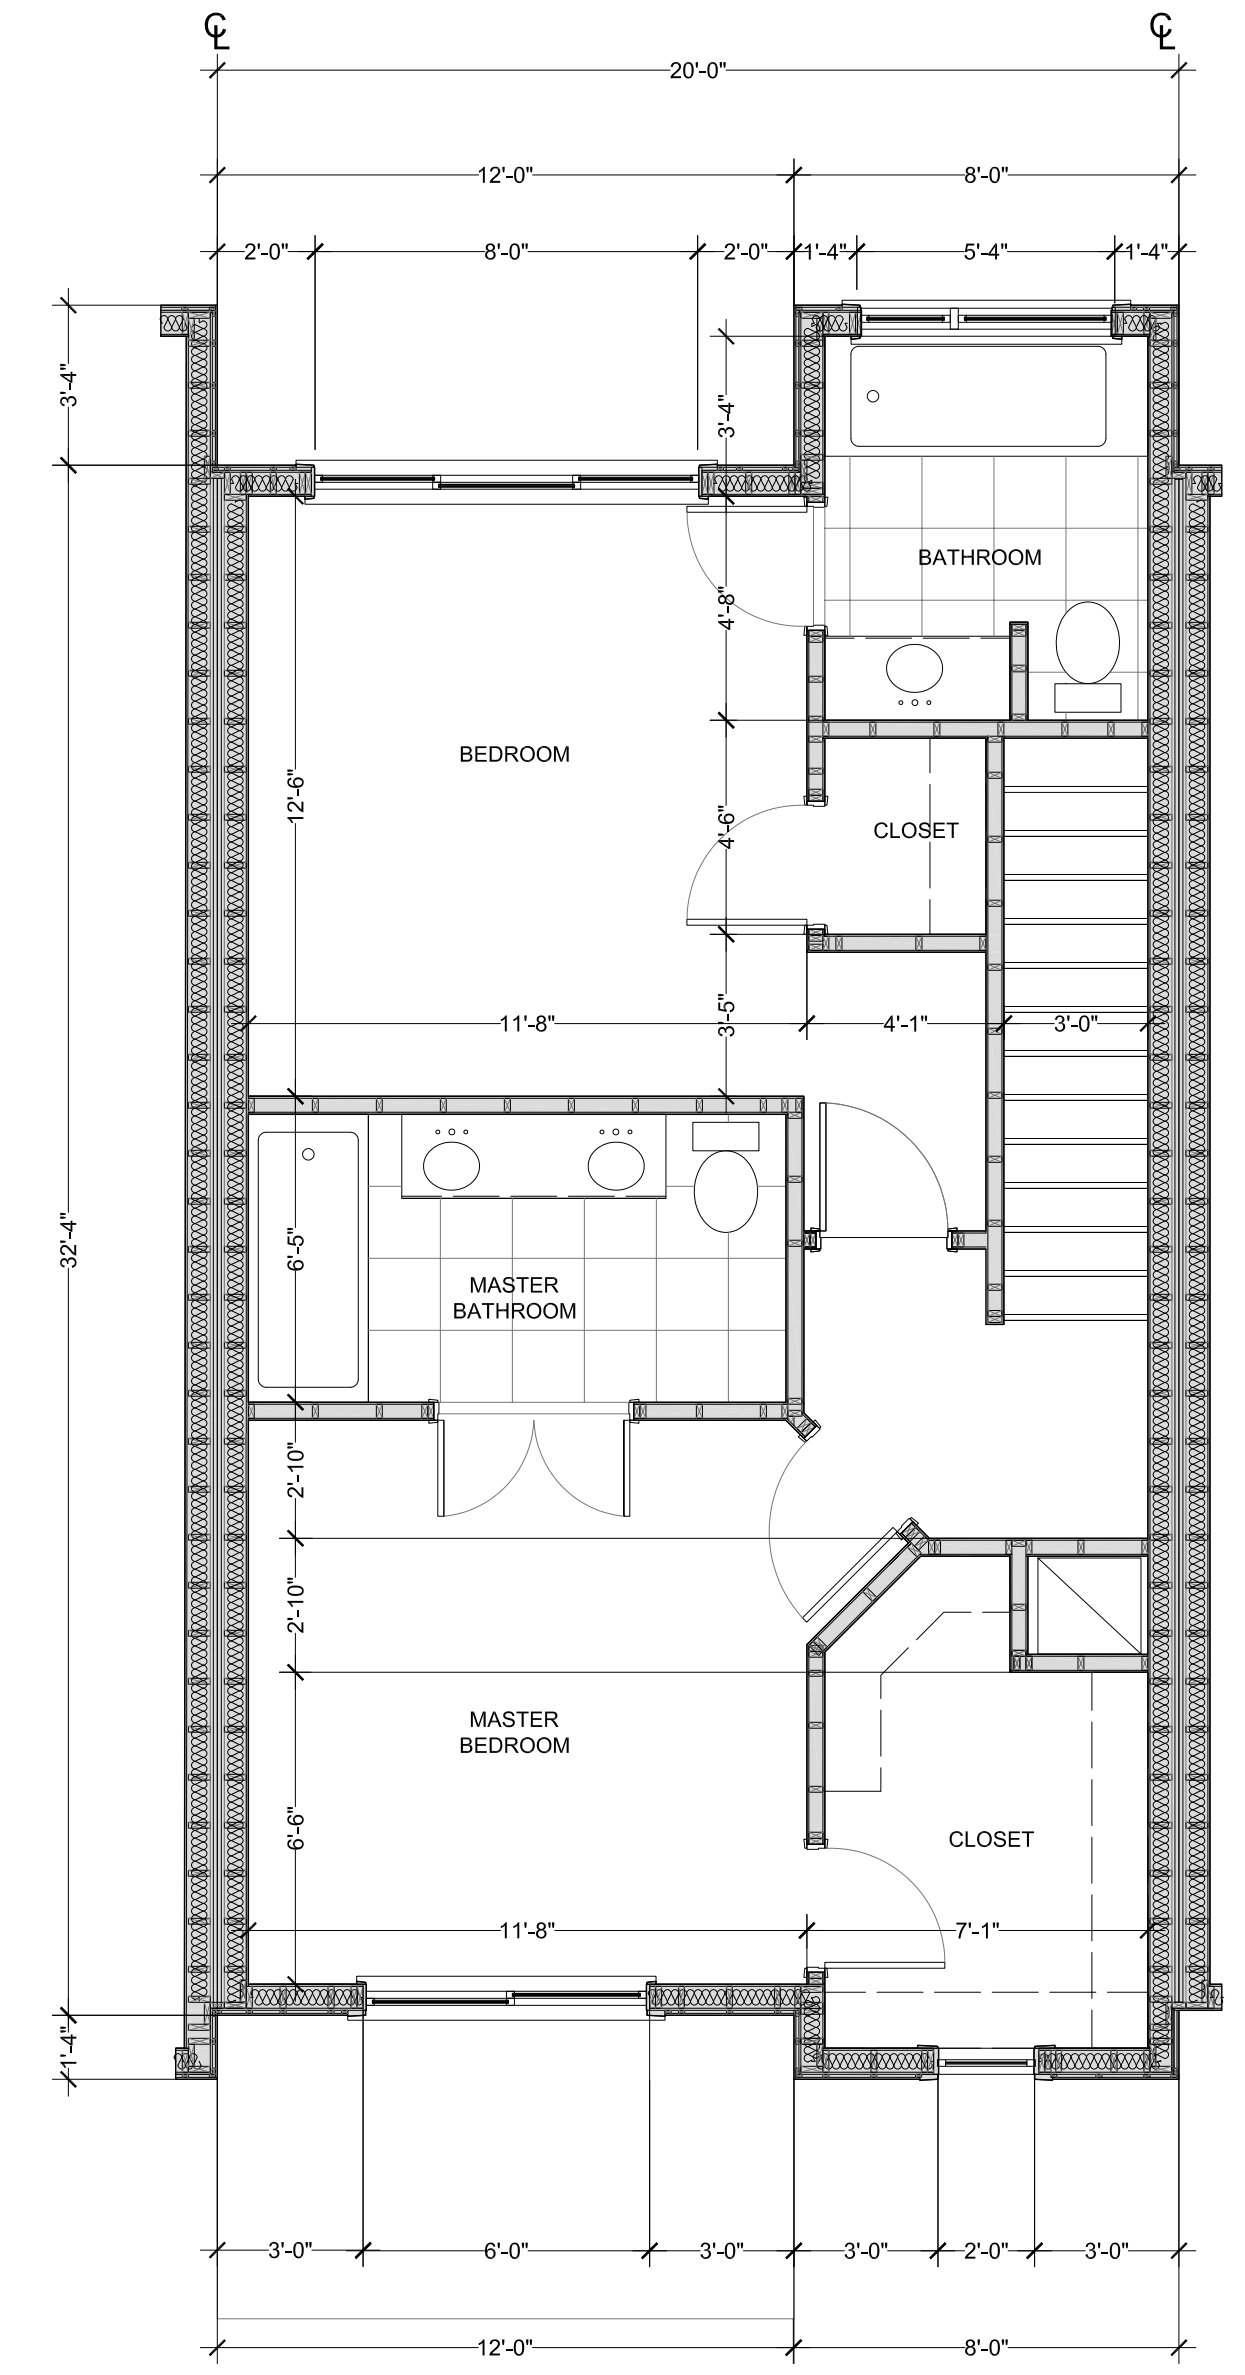 ℄ ℄
20'-0"
12'-0" 8'-0"
2'-0" 8'-0" 2'-0" 1'-4" 5'-4 1'-4"
3'-4"
3'-4"
BATHROOM
4'-8"
BEDROOM
12'-6"
4'-6"
CLOSET
3'-5"
11'-8" 4'-1" 3'-0"
32'-4"
6'-5"
MASTER
BATHROOM
2'-10"
2'-10"
MASTER
BEDROOM
6'-6"
CLOSET
11'-8" 7'-1"
1'-4"
3'-0" 6'-0" 3'-0" 3'-0" 2'-0" 3'-0"
12'-0" 8'-0"